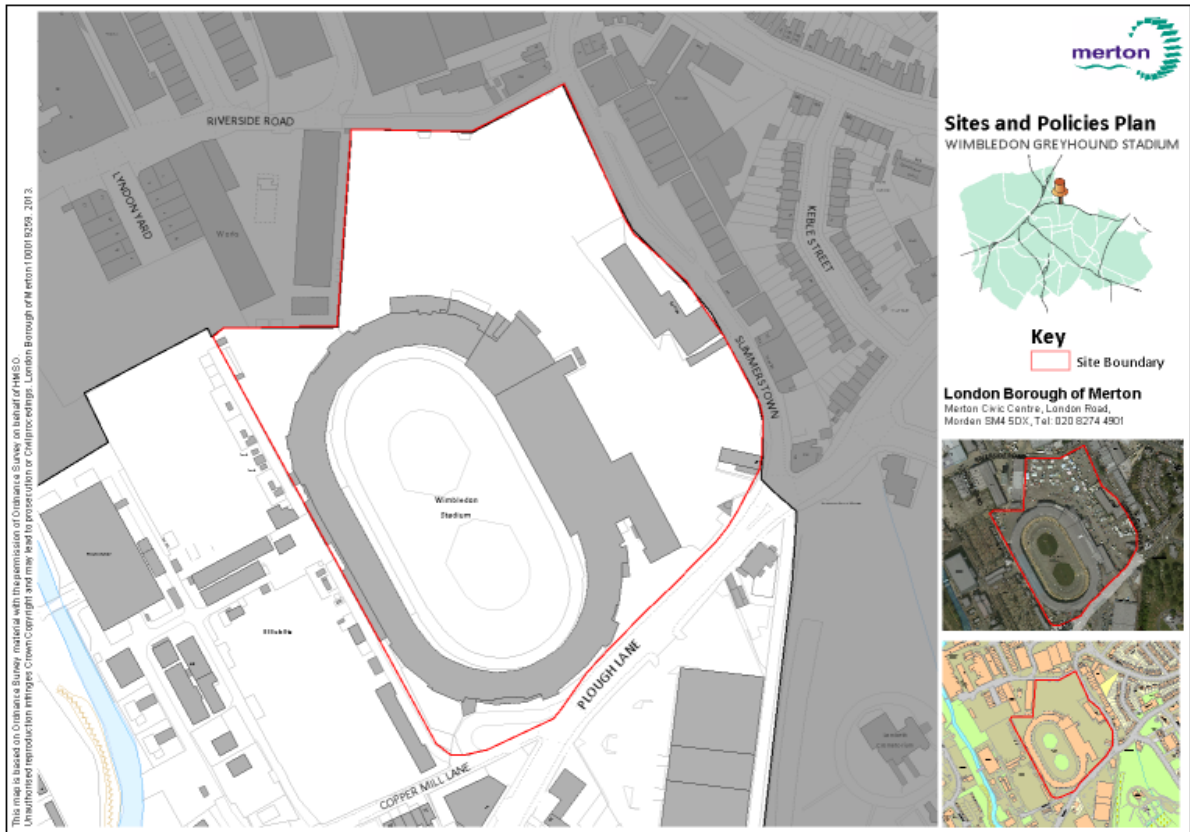 merton
Sites and Policies Plan
WIMBLEDON GREYHOUND STADIUM
Key
Site Boundary
London Borough of Merton
Merton Civic Centre, London Road,
Morden SM4 5DX, Tel: 020 8274 4901
RIVERSIDE ROAD
LYNDON YARD
Works
KEBLE STREET
SUMMERSTOWN
Wimbledon
Stadium
PLOUGH LANE
COPPER MILL LANE
This map is based on Ordnance Survey material with the permission of Ordnance Survey on behalf of HMSO.
Unauthorised reproduction infringes Crown Copyright and may lead to prosecution or Civil procedings. London Borough of Merton 100019259. 2013.